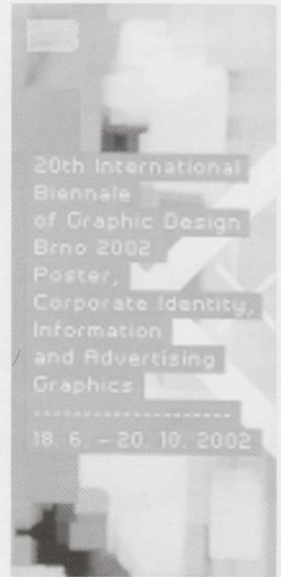 20th International
Biennale
of Graphic Design
Brno 2002
Poster,
Corporate Identity,
Information
and Advertising
Graphics
--------------------
18. 6. – 20. 10. 2002